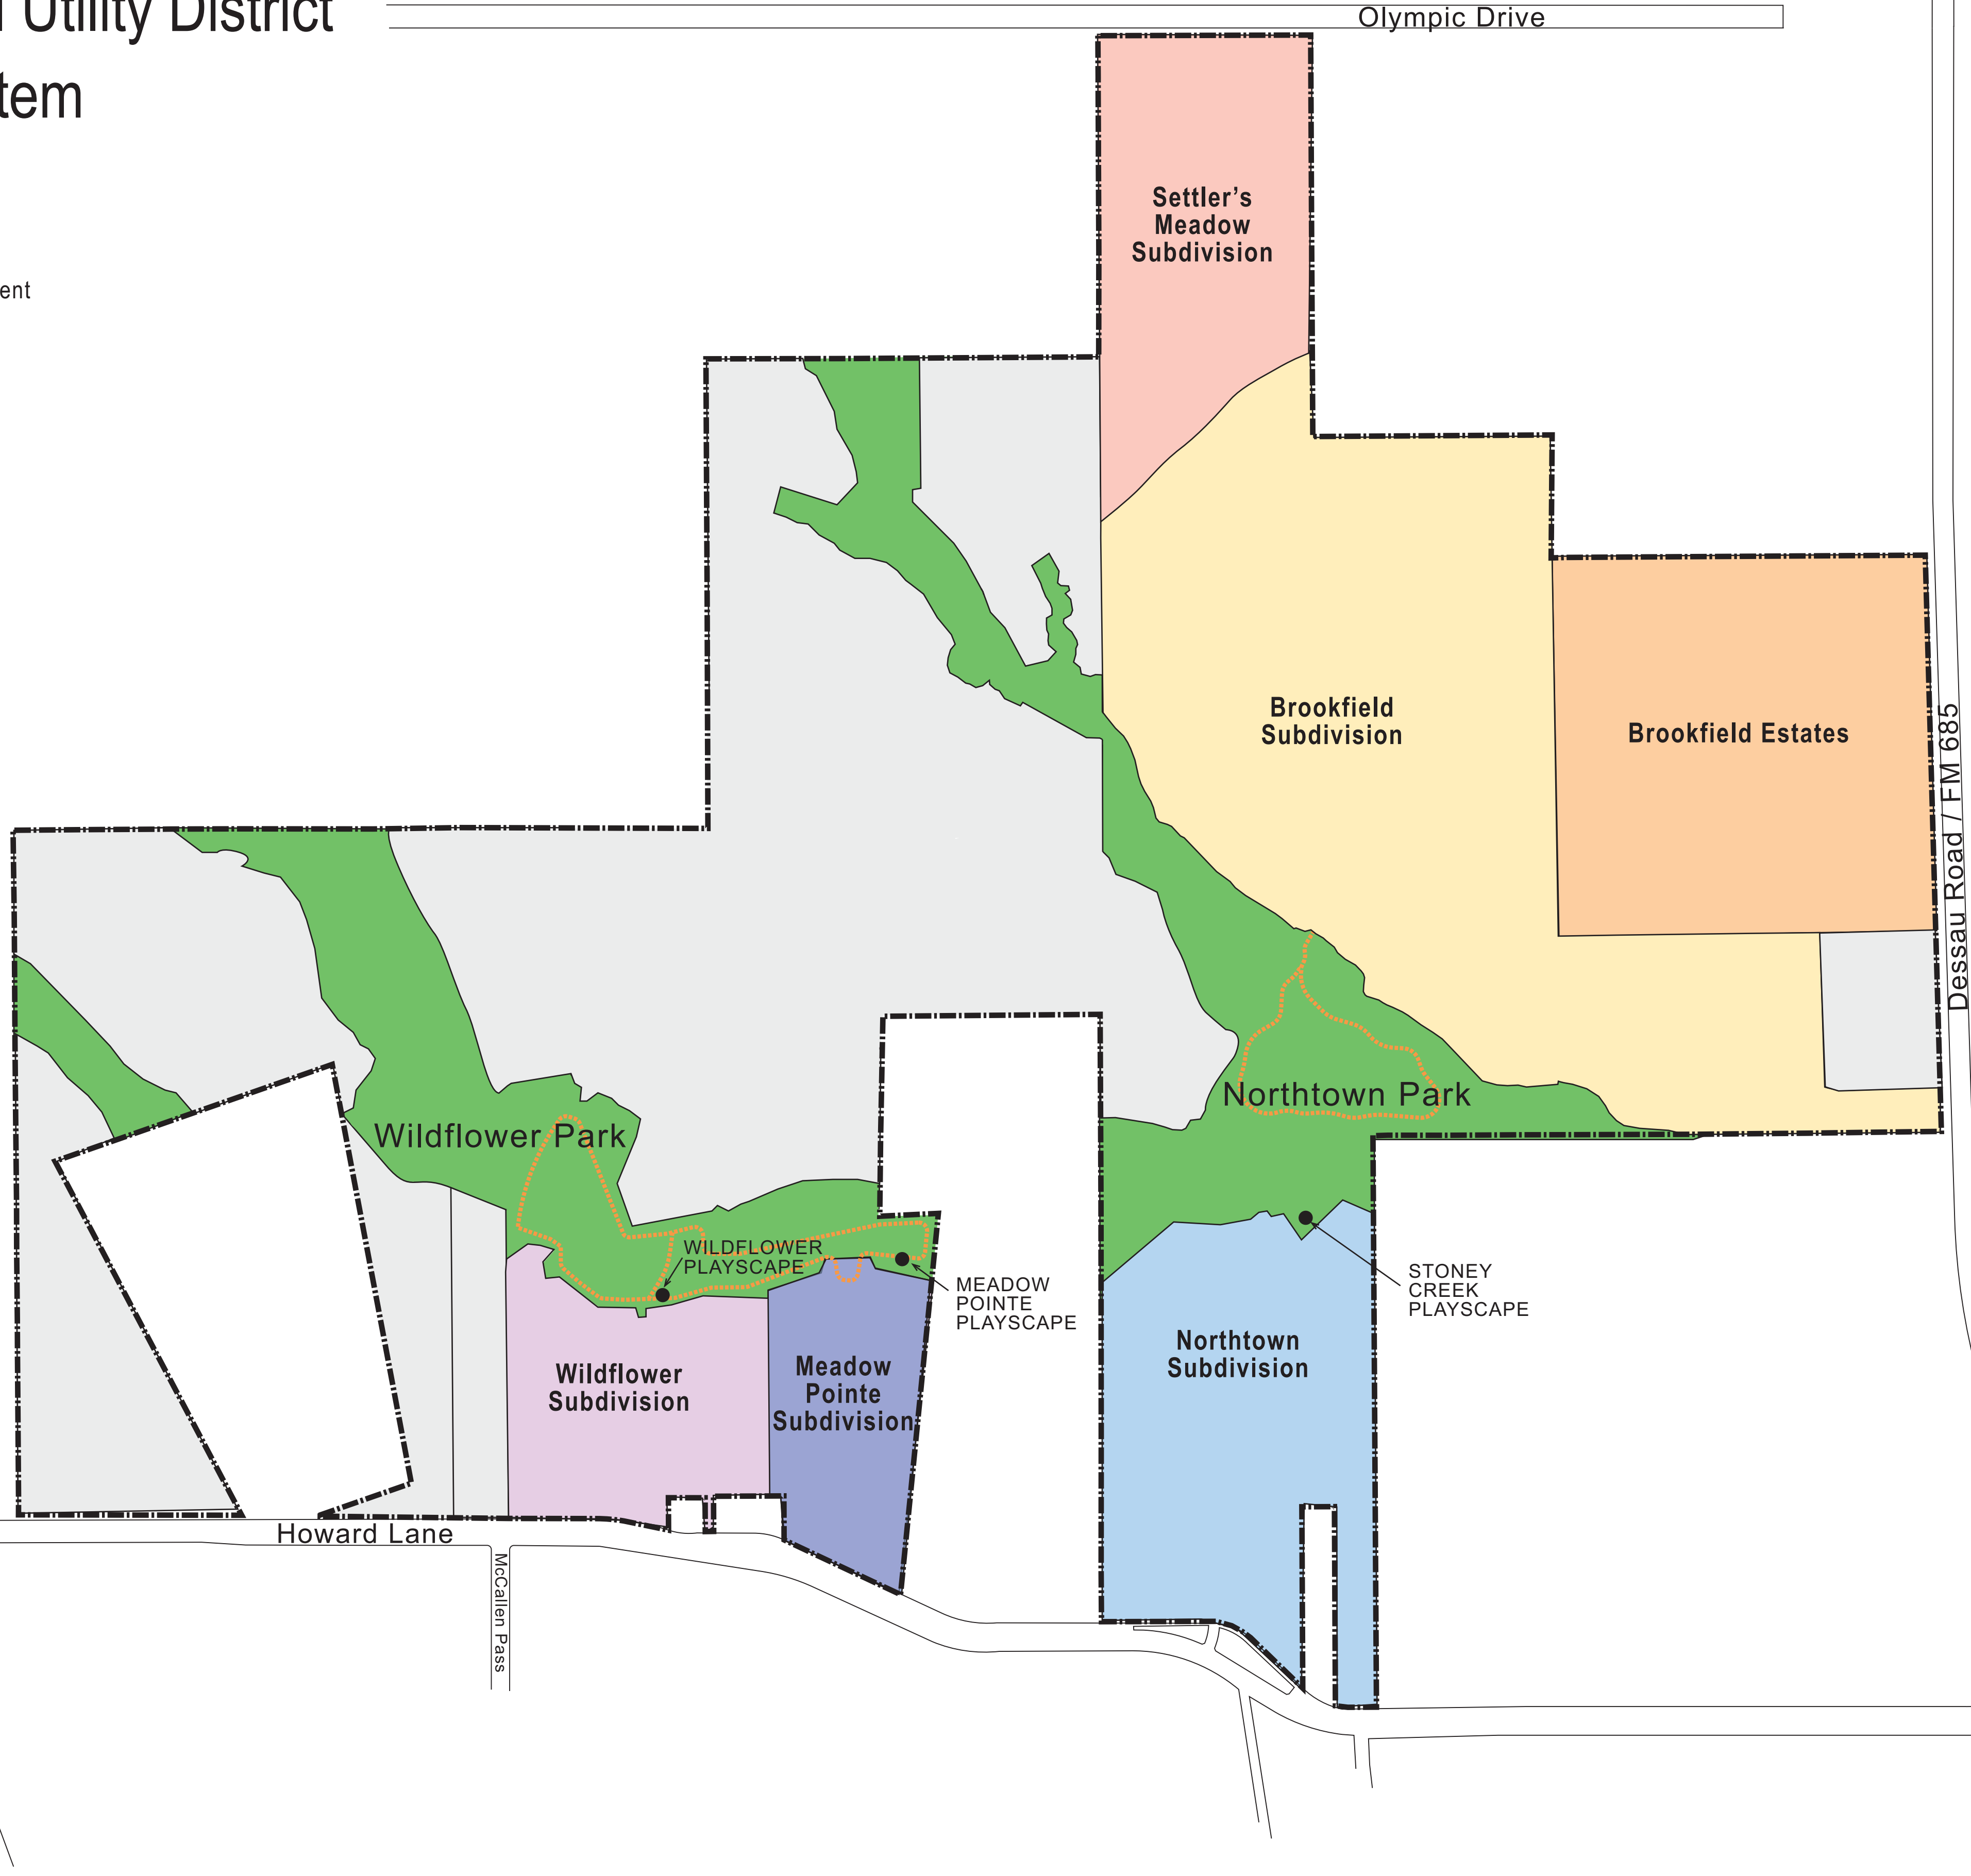 Utility District
tem
ent
Olympic Drive
Settler’s
Meadow
Subdivision
Brookfield
Subdivision
Brookfield Estates
Dessau Road / FM 685
Northtown Park
Wildflower Park
WILDFLOWER
PLAYSCAPE
MEADOW
POINTE
PLAYSCAPE
STONEY
CREEK
PLAYSCAPE
Northtown
Subdivision
Wildflower
Subdivision
Meadow
Pointe
Subdivision
Howard Lane
McCallen Pass